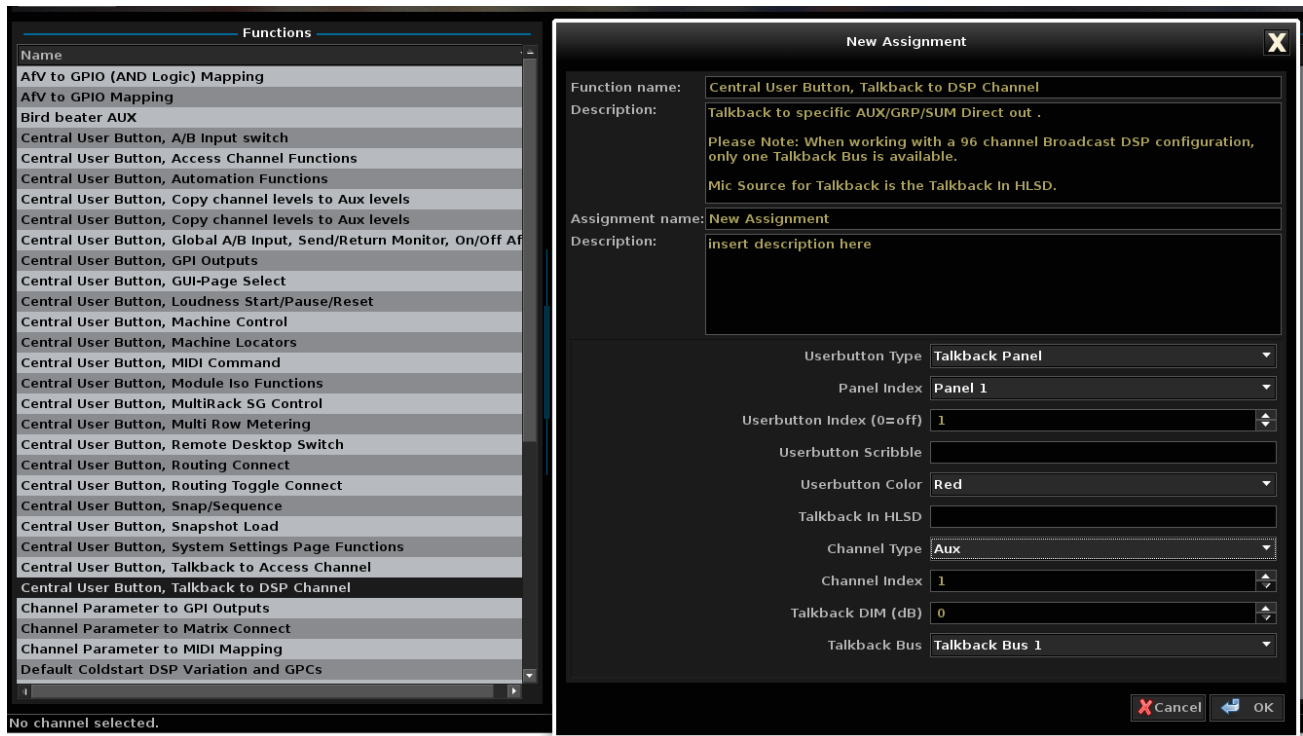 Functions
Name
AfV to GPIO (AND Logic) Mapping
AfV to GPIO Mapping
Bird beater AUX
Central User Button, A/B Input switch
Central User Button, Access Channel Functions
Central User Button, Automation Functions
Central User Button, Copy channel levels to Aux levels
Central User Button, Copy channel levels to Aux levels
Central User Button, Global A/B Input, Send/Return Monitor, On/Off Af
Central User Button, GPI Outputs
Central User Button, GUI-Page Select
Central User Button, Loudness Start/Pause/Reset
Central User Button, Machine Control
Central User Button, Machine Locators
Central User Button, MIDI Command
Central User Button, Module Iso Functions
Central User Button, MultiRack SG Control
Central User Button, Multi Row Metering
Central User Button, Remote Desktop Switch
Central User Button, Routing Connect
Central User Button, Routing Toggle Connect
Central User Button, Snap/Sequence
Central User Button, Snapshot Load
Central User Button, System Settings Page Functions
Central User Button, Talkback to Access Channel
Central User Button, Talkback to DSP Channel
Channel Parameter to GPI Outputs
Channel Parameter to Matrix Connect
Channel Parameter to MIDI Mapping
Default Coldstart DSP Variation and GPCs
No channel selected.
New Assignment
X
Function name: Central User Button, Talkback to DSP Channel
Description: Talkback to specific AUX/GRP/SUM Direct out .
Please Note: When working with a 96 channel Broadcast DSP configuration,
only one Talkback Bus is available.
Mic Source for Talkback is the Talkback In HLSD.
Assignment name: New Assignment
Description: insert description here
Userbutton Type Talkback Panel
Panel Index Panel 1
Userbutton Index (0=off) 1
Userbutton Scribble
Userbutton Color Red
Talkback In HLSD
Channel Type Aux
Channel Index 1
Talkback DIM (dB) 0
Talkback Bus Talkback Bus 1
Cancel OK